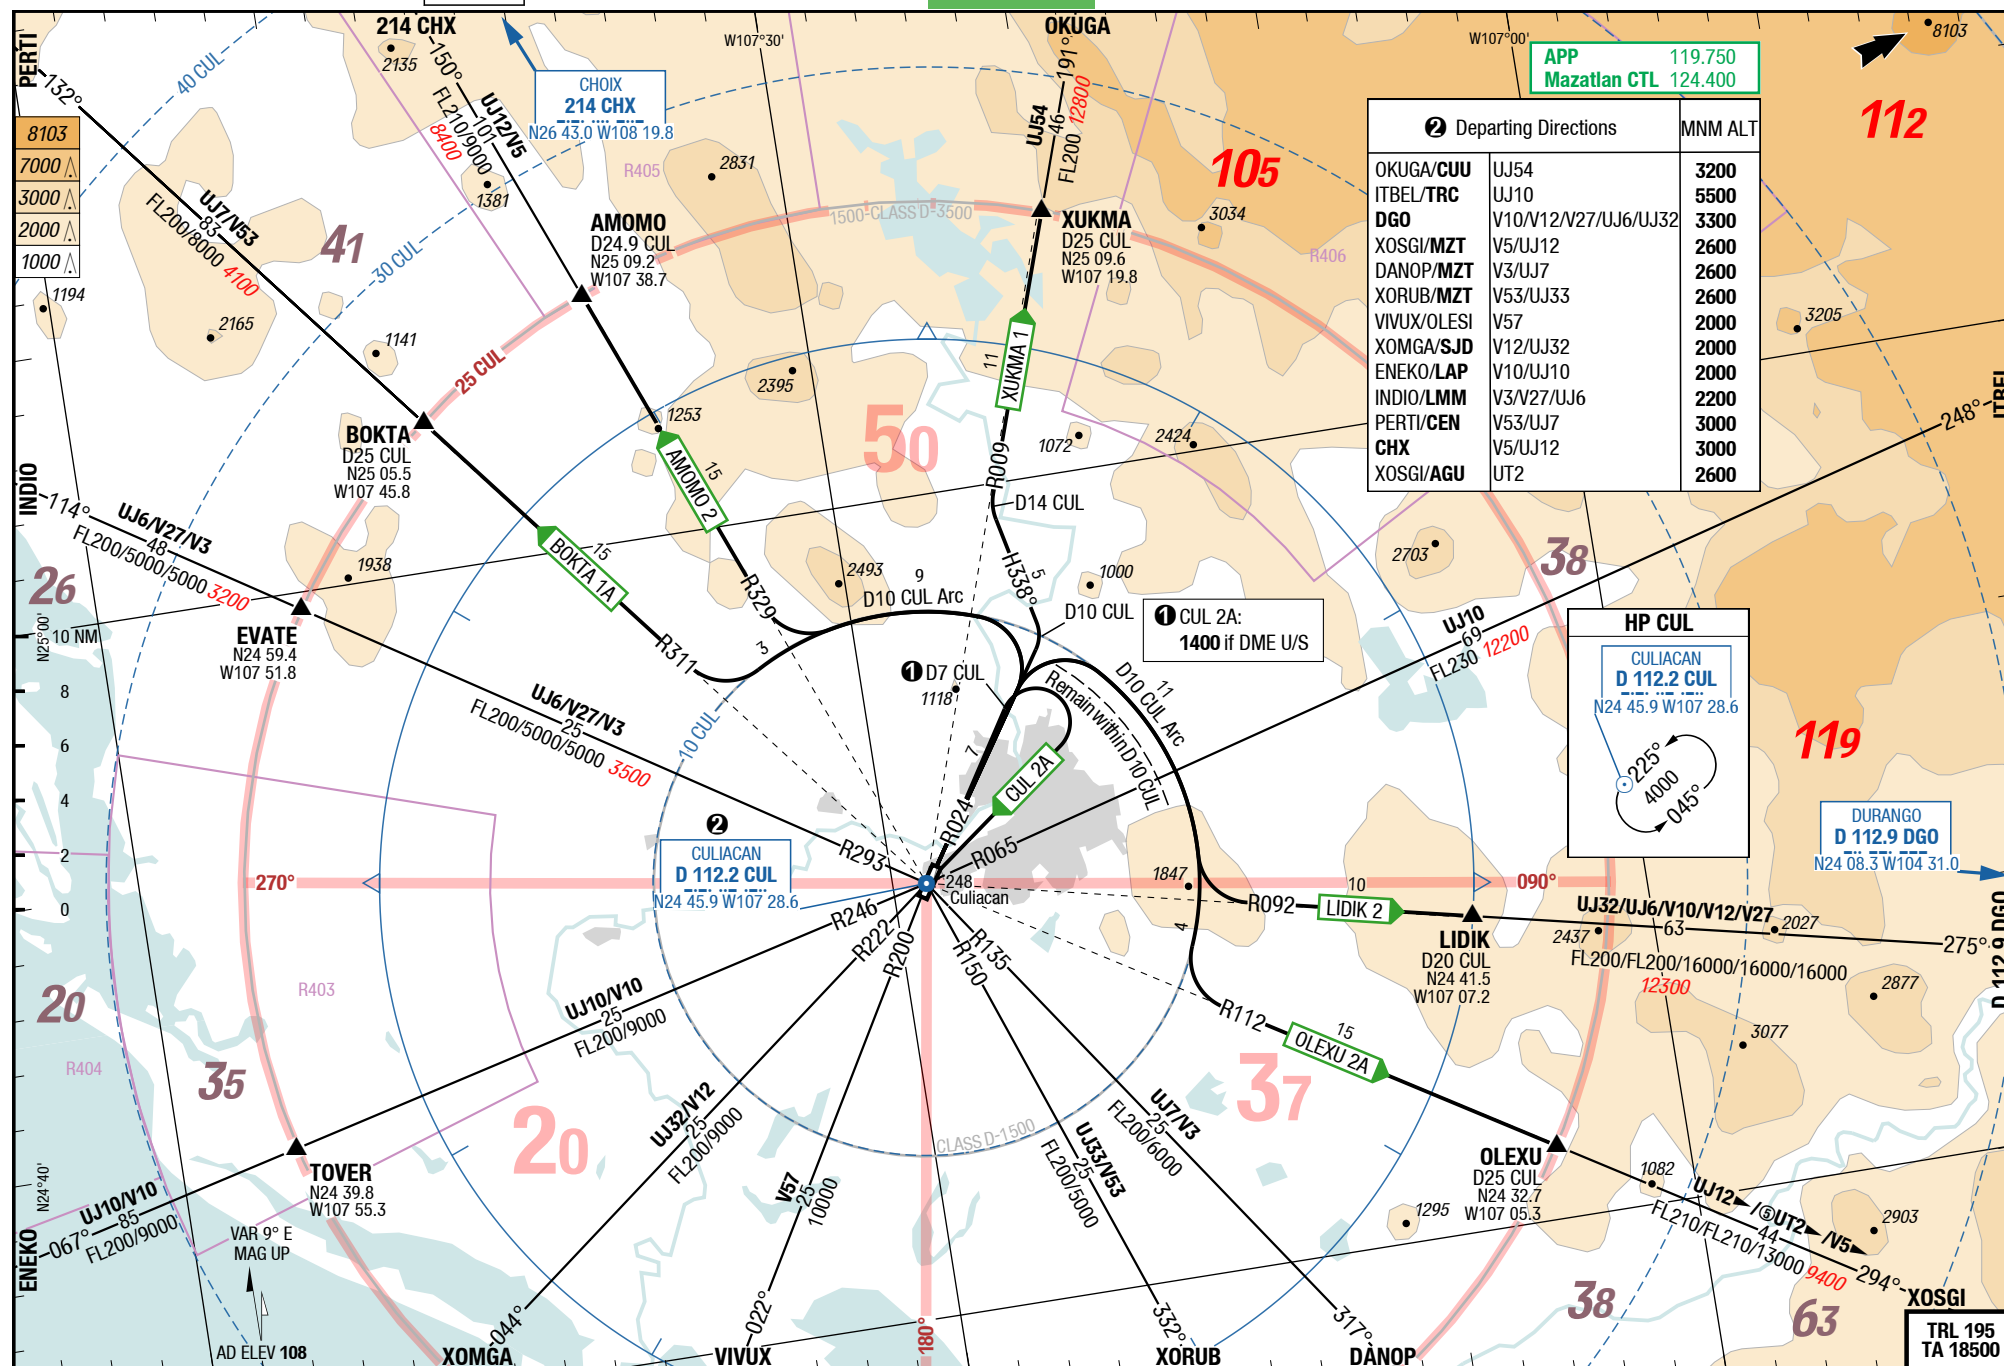 214 CHX
OKUGA
PERTI
40 CUL
132°
2135
150°
UJ12/V5
101
FL210/9000
8400
CHOIX
214 CHX
N26 43.0 W108 19.8
W107°30'
W107°00'
191°
UJ54
46
FL200 12800
APP 119.750
Mazatlan CTL 124.400
8103
112
105
8103
7000
3000
2000
1000
❷ Departing Directions MNM ALT
OKUGA/CUU UJ54 3200
ITBEL/TRC UJ10 5500
DGO V10/V12/V27/UJ6/UJ32 3300
XOSGI/MZT V5/UJ12 2600
DANOP/MZT V3/UJ7 2600
XORUB/MZT V53/UJ33 2600
VIVUX/OLESI V57 2000
XOMGA/SJD V12/UJ32 2000
ENEKO/LAP V10/UJ10 2000
INDIO/LMM V3/V27/UJ6 2200
PERTI/CEN V53/UJ7 3000
CHX V5/UJ12 3000
XOSGI/AGU UT2 2600
2831
R405
1381
UJ7/V53
83
FL200/8000 4100
41
30 CUL
AMOMO
D24.9 CUL
N25 09.2
W107 38.7
1500-CLASS D-3500
XUKMA
D25 CUL
N25 09.6
W107 19.8
3034
R406
3205
1194
2165
1141
25 CUL
2395
XUKMA 1
11
ITBEL
248°
1253
BOKTA
D25 CUL
N25 05.5
W107 45.8
AMOMO 2
15
50
1072
2424
R009
INDIO
114°
UJ6/V27/V3
48
FL200/5000/5000 3200
D14 CUL
BOKTA 1A
15
1938
2493
9
D10 CUL Arc
H338°
5
1000
2703
38
26
N25°00'
10 NM
8
6
4
2
0
EVATE
N24 59.4
W107 51.8
R329
R311
3
D10 CUL
❶ CUL 2A:
1400 if DME U/S
UJ10
69
FL230 12200
HP CUL
CULIACAN
D 112.2 CUL
N24 45.9 W107 28.6
225°
4000
045°
119
UJ6/V27/V3
25
FL200/5000/5000 3500
10 CUL
❶ D7 CUL
1118
D10 CUL Arc
11
Remain within D10 CUL
7
CUL 2A
R024
R065
R293
DURANGO
D 112.9 DGO
N24 08.3 W104 31.0
❷
CULIACAN
D 112.2 CUL
N24 45.9 W107 28.6
270°
090°
248
Culiacan
1847
R092
10
LIDIK 2
LIDIK
D20 CUL
N24 41.5
W107 07.2
UJ32/UJ6/V10/V12/V27
63
FL200/FL200/16000/16000/16000
12300
2437
2027
275°
D 112.9 DGO
2877
3077
R246
R222
R200
R135
R150
4
R112
15
OLEXU 2A
R403
20
R404
35
UJ10/V10
25
FL200/9000
UJ32/V12
25
FL200/9000
V57
25
10000
CLASS D-1500
UJ33/V53
25
FL200/5000
UJ7/V3
25
FL200/6000
37
20
TOVER
N24 39.8
W107 55.3
OLEXU
D25 CUL
N24 32.7
W107 05.3
1082
1295
UJ12 /⑤UT2 /V5
44
FL210/FL210/13000 9400
2903
294°
N24°40'
ENEKO
067°
UJ10/V10
85
FL200/9000
VAR 9° E
MAG UP
AD ELEV 108
044°
XOMGA
022°
VIVUX
180°
332°
XORUB
317°
DANOP
38
63
XOSGI
TRL 195
TA 18500